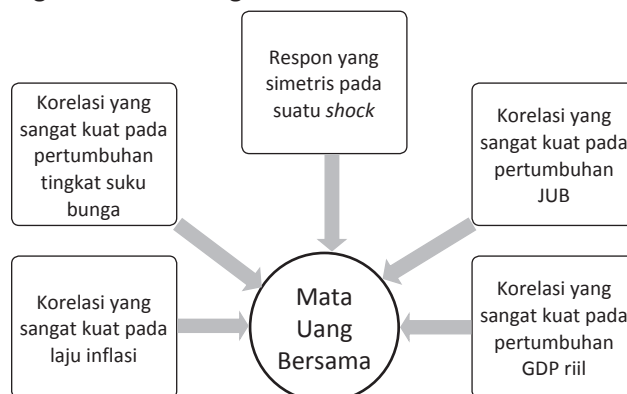 Respon yang
simetris pada
suatu shock
Korelasi yang
sangat kuat pada
pertumbuhan
tingkat suku
bunga
Korelasi yang
sangat kuat pada
pertumbuhan
JUB
Korelasi yang
sangat kuat pada
laju inflasi
Mata
Uang
Bersama
Korelasi yang
sangat kuat pada
pertumbuhan
GDP riil